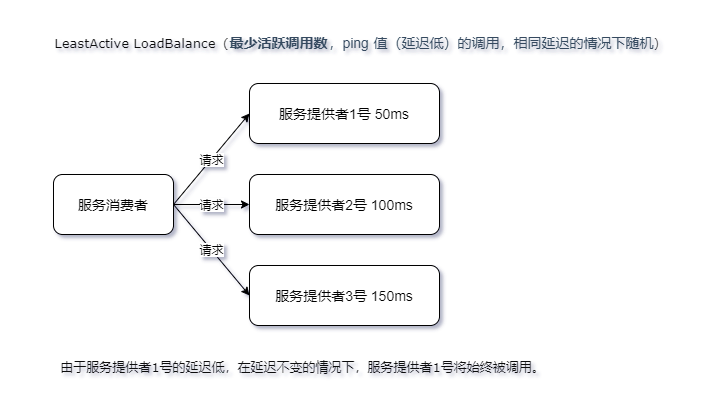 LeastActive LoadBalance（最少活跃调用数，ping 值（延迟低）的调用，相同延迟的情况下随机）
服务提供者1号 50ms
请求
服务消费者
请求
服务提供者2号 100ms
请求
服务提供者3号 150ms
由于服务提供者1号的延迟低，在延迟不变的情况下，服务提供者1号将始终被调用。